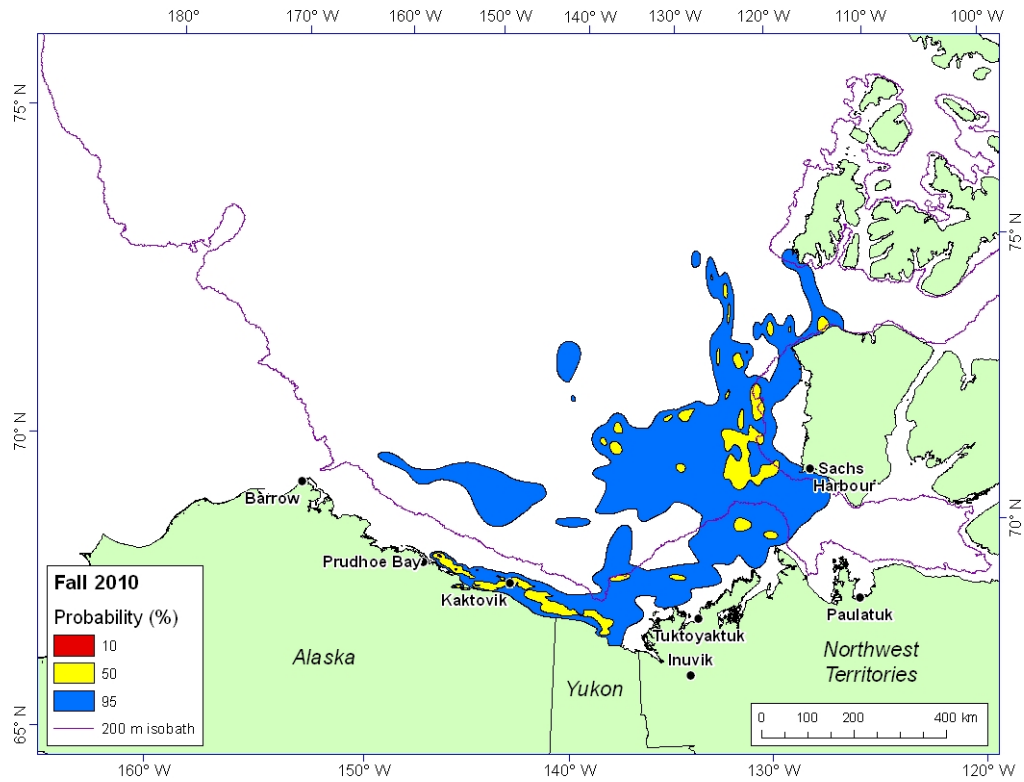 180° 170° W 160° W 150° W 140° W 130° W 120° W 110° W 100° W
75° N
75° N
70° N
70° N
65° N
Sachs
Harbour
Barrow
Prudhoe Bay
Kaktovik
Tuktoyaktuk
Inuvik
Paulatuk
Alaska
Yukon
Northwest
Territories
Fall 2010
Probability (%)
10
50
95
200 m isobath
0 100 200 400 km
160° W 150° W 140° W 130° W 120° W